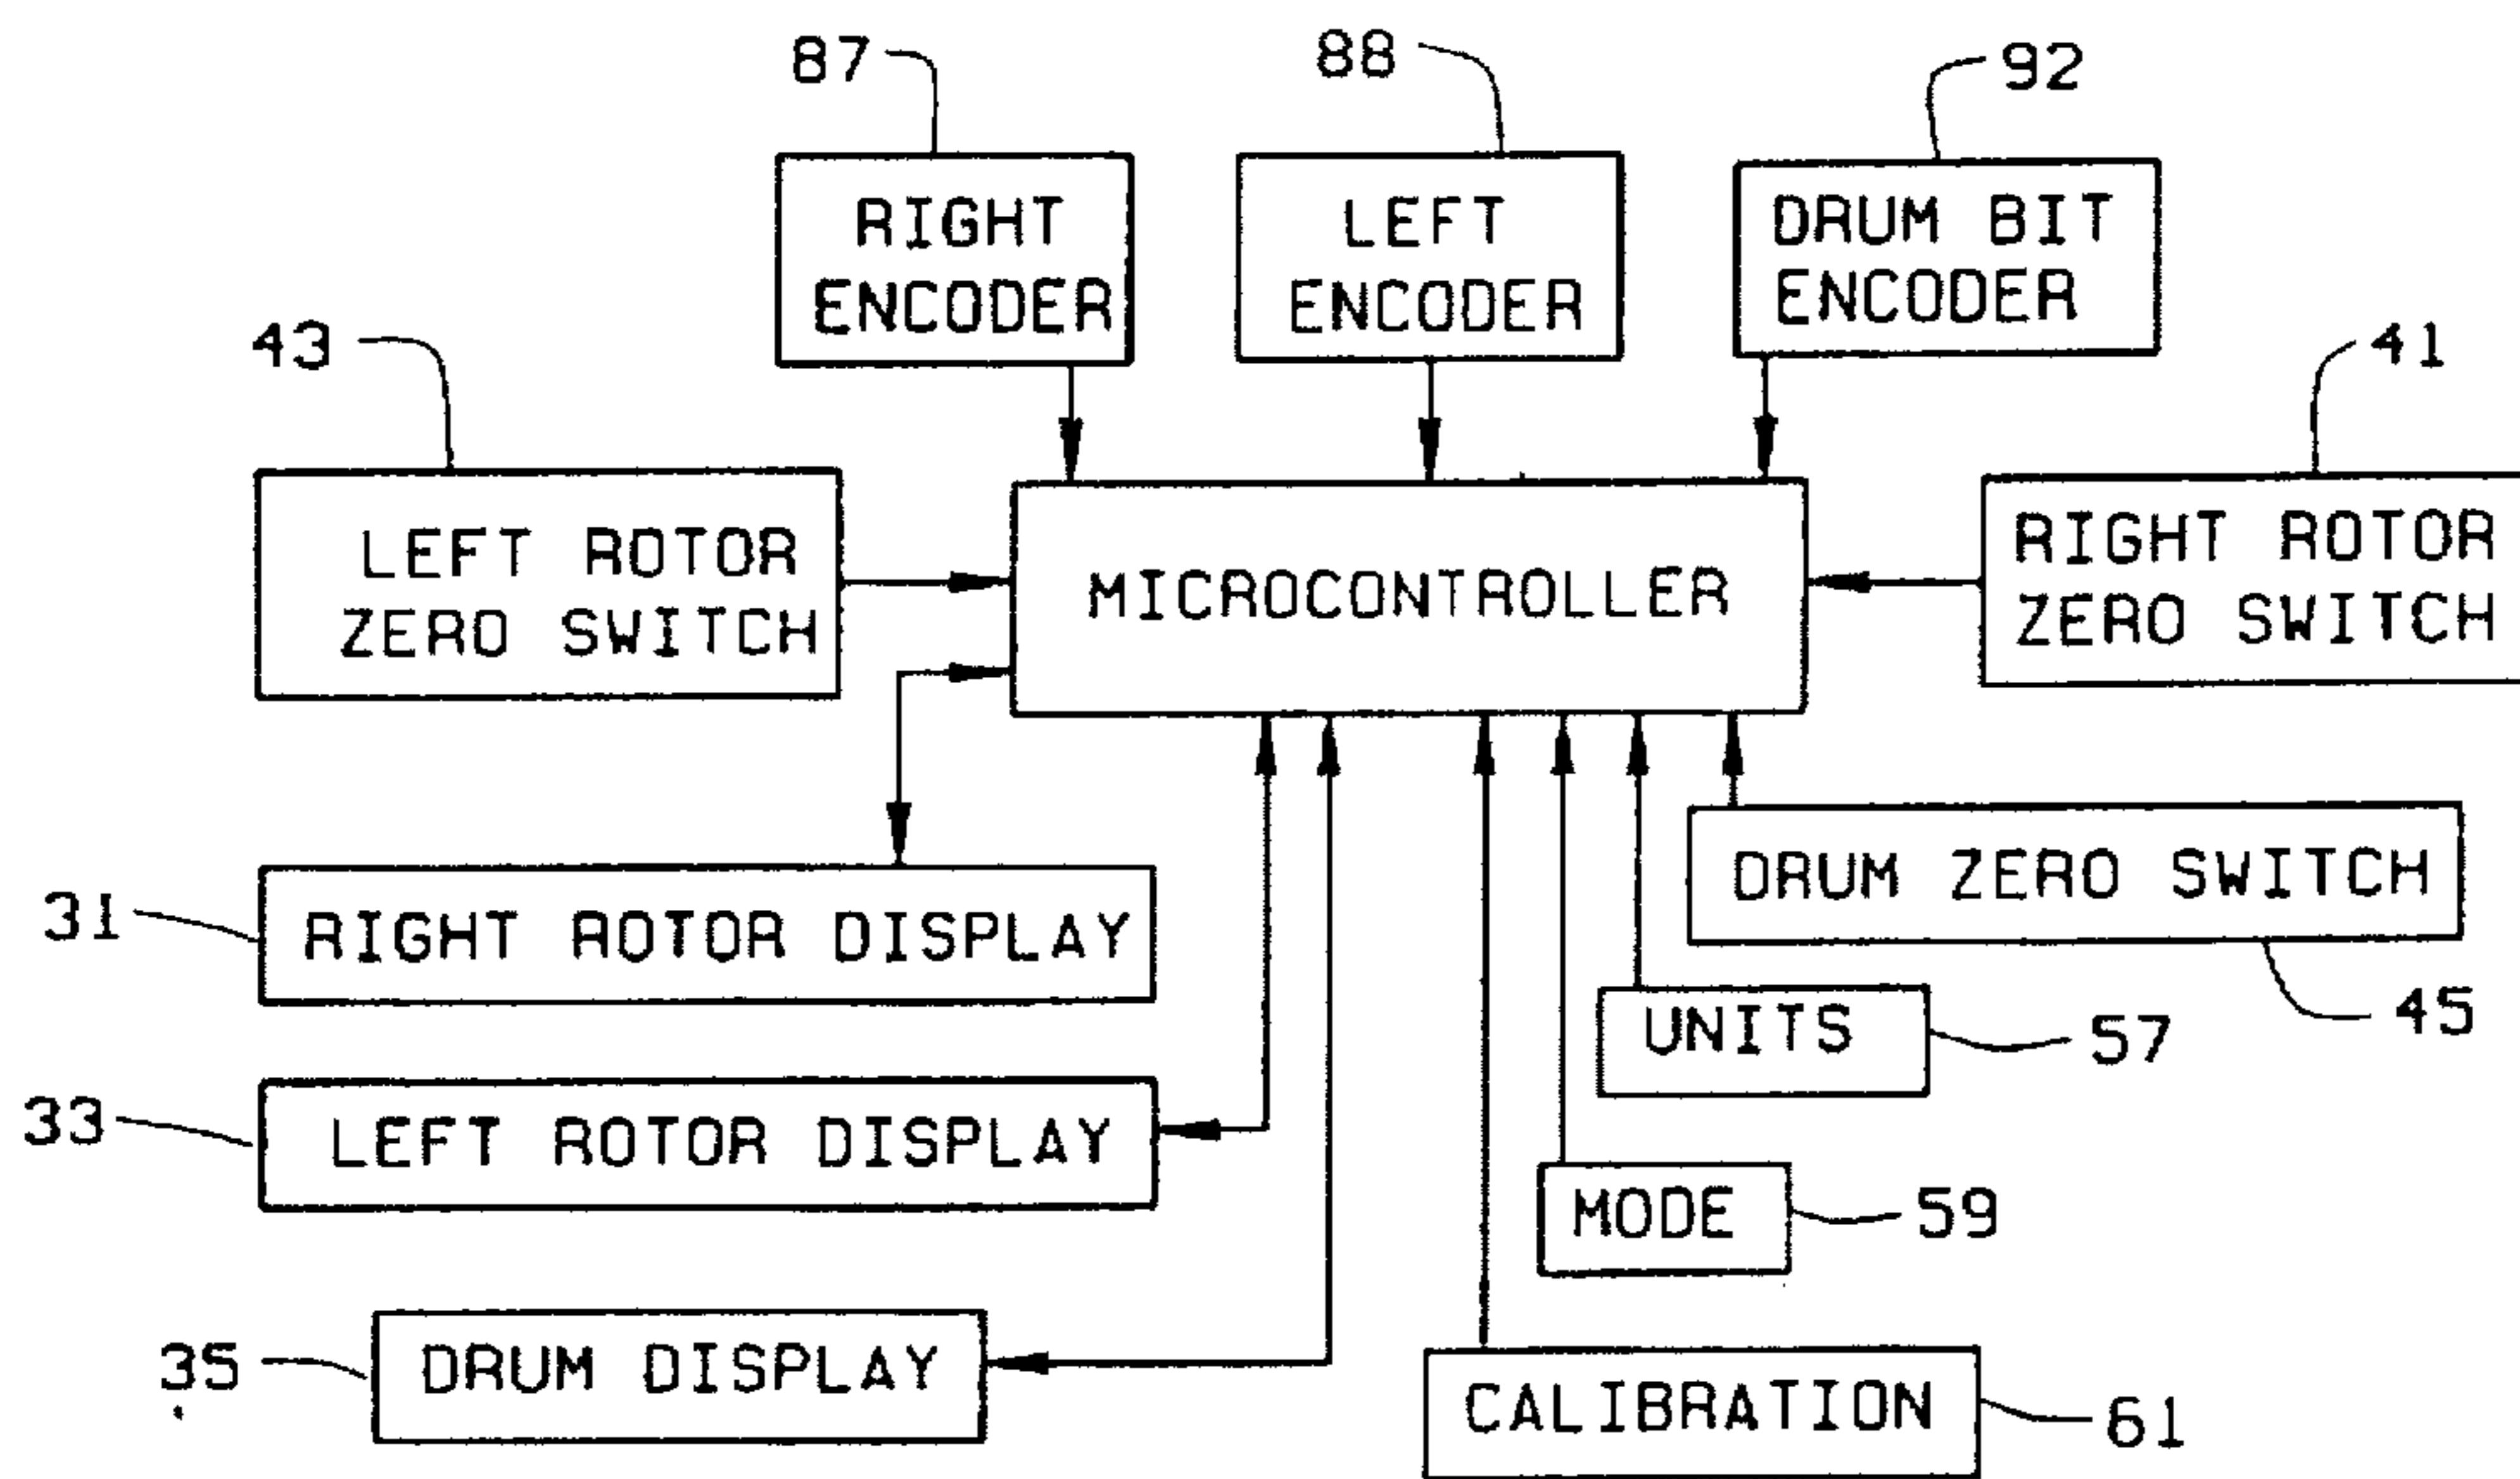 87
88
92
RIGHT
ENCODER
LEFT
ENCODER
DRUM BIT
ENCODER
43
41
LEFT ROTOR
ZERO SWITCH
MICROCONTROLLER
RIGHT ROTOR
ZERO SWITCH
31
RIGHT ROTOR DISPLAY
DRUM ZERO SWITCH
45
UNITS
57
33
LEFT ROTOR DISPLAY
MODE
59
35
DRUM DISPLAY
CALIBRATION
61